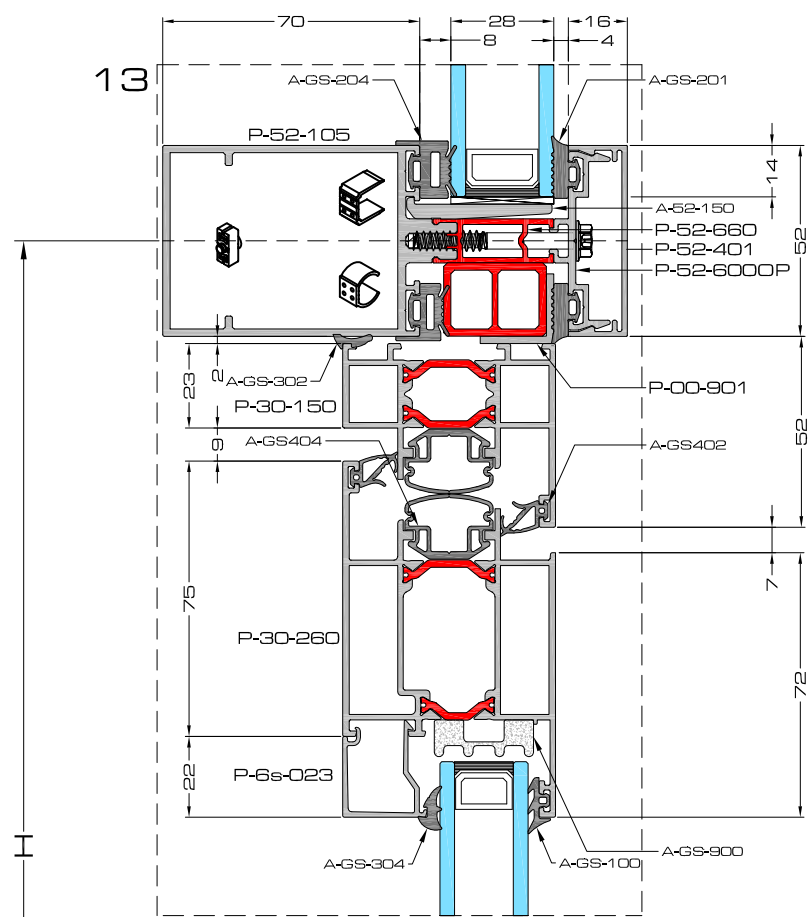 70
28
16
8
4
13
A-GS-204
A-GS-201
P-52-105
14
A-52-150
P-52-660
P-52-401
P-52-6000P
52
2
A-GS-302
23
P-00-901
P-30-150
9
A-GS404
A-GS402
52
7
75
P-30-260
72
22
P-6s-023
A-GS-304
A-GS-100
A-GS-900
H